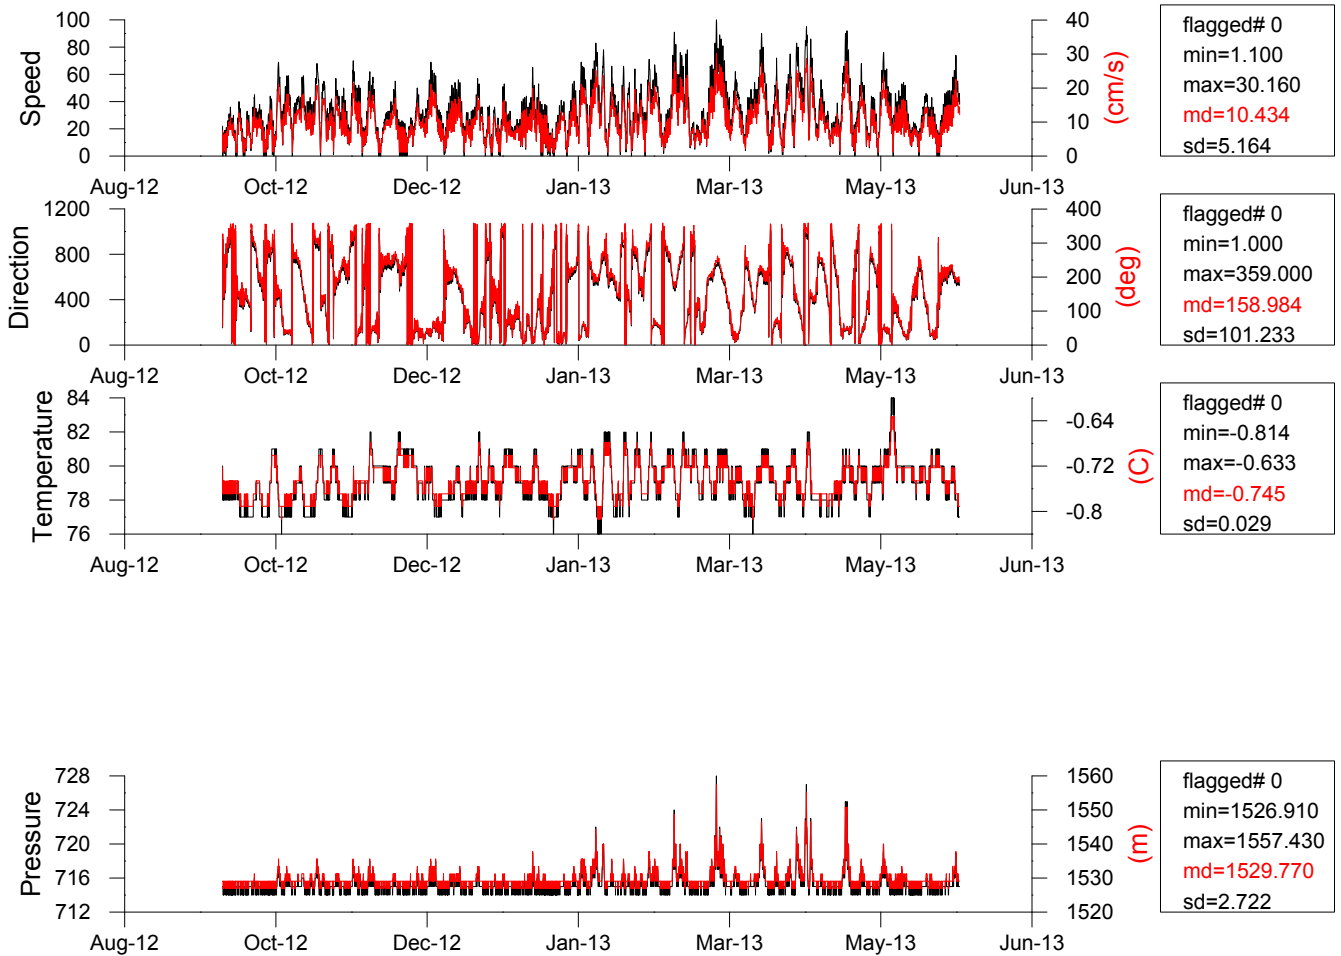 Speed
100
80
60
40
20
0
40
30
20
10
0
(cm/s)
Aug-12 Oct-12 Dec-12 Jan-13 Mar-13 May-13 Jun-13
flagged# 0
min=1.100
max=30.160
md=10.434
sd=5.164
Direction
1200
800
400
0
400
300
200
100
0
(deg)
Aug-12 Oct-12 Dec-12 Jan-13 Mar-13 May-13 Jun-13
flagged# 0
min=1.000
max=359.000
md=158.984
sd=101.233
Temperature
84
82
80
78
76
-0.64
-0.72
-0.8
(C)
Aug-12 Oct-12 Dec-12 Jan-13 Mar-13 May-13 Jun-13
flagged# 0
min=-0.814
max=-0.633
md=-0.745
sd=0.029
Pressure
728
724
720
716
712
1560
1550
1540
1530
1520
(m)
Aug-12 Oct-12 Dec-12 Jan-13 Mar-13 May-13 Jun-13
flagged# 0
min=1526.910
max=1557.430
md=1529.770
sd=2.722